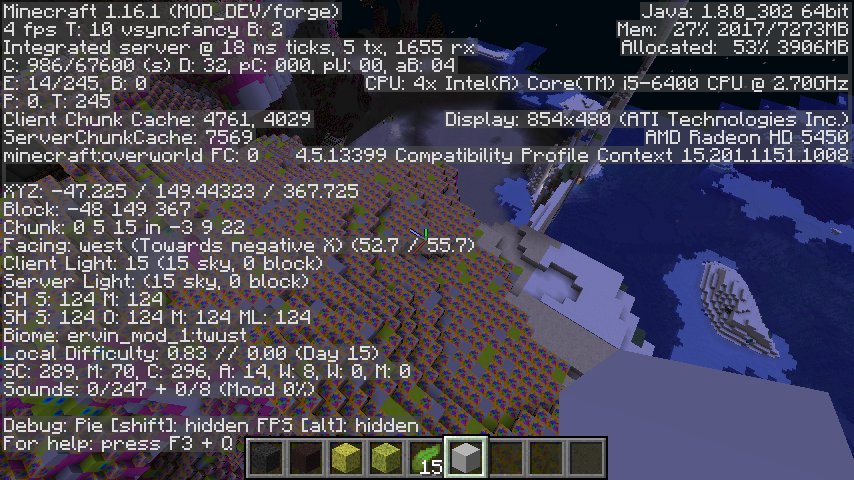 Minecraft 1.16.1 (MOD_DEV/forge)
4 fps T: 10 vsyncfancy B: 2
Integrated server @ 18 ms ticks, 5 tx, 1655 rx
C: 986/67600 (s) D: 32, pC: 000, pU: 00, aB: 04
E: 14/245, B: 0
P: 0. T: 245
Client Chunk Cache: 4761, 4029
ServerChunkCache: 7569
minecraft:overworld FC: 0
XYZ: -47.225 / 149.44323 / 367.725
Block: -48 149 367
Chunk: 0 5 15 in -3 9 22
Facing: west (Towards negative X) (52.7 / 55.7)
Client Light: 15 (15 sky, 0 block)
Server Light: (15 sky, 0 block)
CH S: 124 M: 124
SH S: 124 O: 124 M: 124 ML: 124
Biome: ervin_mod_1:twust
Local Difficulty: 0.83 // 0.00 (Day 15)
SC: 289, M: 70, C: 296, A: 14, W: 8, W: 0, M: 0
Sounds: 0/247 + 0/8 (Mood 0%)
Debug: Pie [shift]: hidden FPS [alt]: hidden
For help: press F3 + Q
Java: 1.8.0_302 64bit
Mem: 27% 2017/7273MB
Allocated: 53% 3906MB
CPU: 4x Intel(R) Core(TM) i5-6400 CPU @ 2.70GHz
Display: 854x480 (ATI Technologies Inc.)
AMD Radeon HD 5450
4.5.13399 Compatibility Profile Context 15.201.1151.1008
15